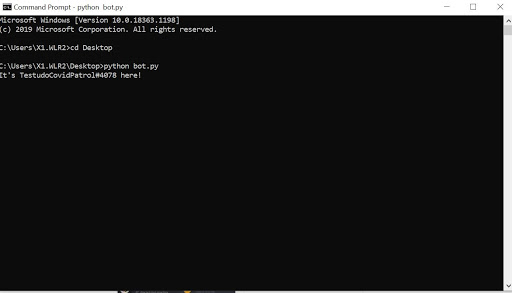 Command Prompt - python bot.py
Microsoft Windows [Version 10.0.18363.1198]
(c) 2019 Microsoft Corporation. All rights reserved.
C:\Users\X1.WLR2>cd Desktop
C:\Users\X1.WLR2\Desktop>python bot.py
It's TestudoCovidPatrol#4078 here!